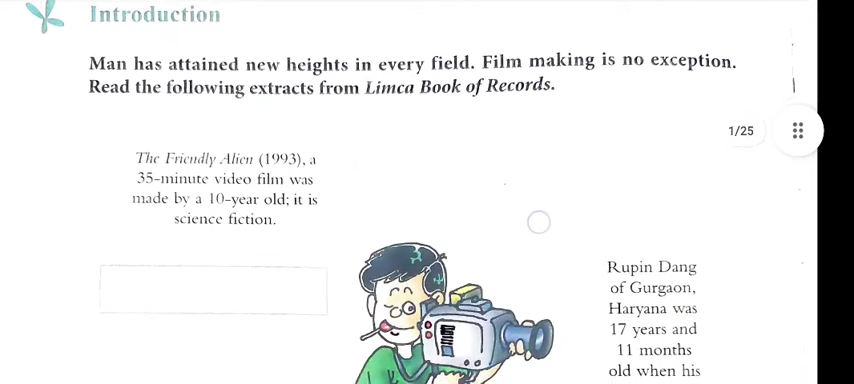 Introduction
Man has attained new heights in every field. Film making is no exception.
Read the following extracts from Limca Book of Records.
1/25
The Friendly Alien (1993), a
35-minute video film was
made by a 10-year old; it is
science fiction.
Rupin Dang
of Gurgaon,
Haryana was
17 years and
11 months
old when his